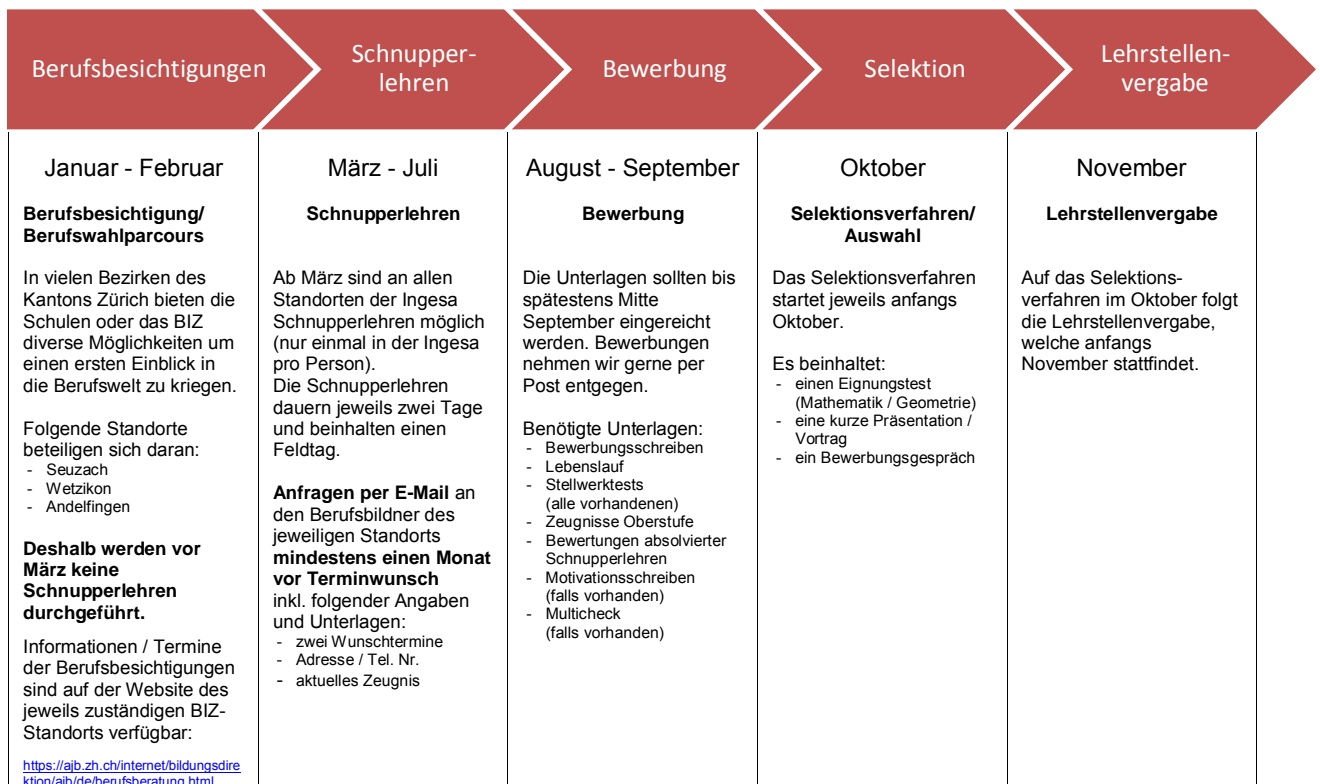 Berufsbesichtigungen
Schnupper-
lehren
Bewerbung
Selektion
Lehrstellen-
vergabe
Januar - Februar
Berufsbesichtigung/
Berufswahlparcours
In vielen Bezirken des
Kantons Zürich bieten die
Schulen oder das BIZ
diverse Möglichkeiten um
einen ersten Einblick in
die Berufswelt zu kriegen.
Folgende Standorte
beteiligen sich daran:
- Seuzach
- Wetzikon
- Andelfingen
Deshalb werden vor
März keine
Schnupperlehren
durchgeführt.
Informationen / Termine
der Berufsbesichtigungen
sind auf der Website des
jeweils zuständigen BIZ-
Standorts verfügbar:
https://ajb.zh.ch/internet/bildungsdire
ktion/ajb/de/berufsberatung.html
März - Juli
Schnupperlehren
Ab März sind an allen
Standorten der Ingesa
Schnupperlehren möglich
(nur einmal in der Ingesa
pro Person).
Die Schnupperlehren
dauern jeweils zwei Tage
und beinhalten einen
Feldtag.
Anfragen per E-Mail an
den Berufsbildner des
jeweiligen Standorts
mindestens einen Monat
vor Terminwunsch
inkl. folgender Angaben
und Unterlagen:
- zwei Wunschtermine
- Adresse / Tel. Nr.
- aktuelles Zeugnis
August - September
Bewerbung
Die Unterlagen sollten bis
spätestens Mitte
September eingereicht
werden. Bewerbungen
nehmen wir gerne per
Post entgegen.
Benötigte Unterlagen:
- Bewerbungsschreiben
- Lebenslauf
- Stellwerktests
(alle vorhandenen)
- Zeugnisse Oberstufe
- Bewertungen absolvierter
Schnupperlehren
- Motivationsschreiben
(falls vorhanden)
- Multicheck
(falls vorhanden)
Oktober
Selektionsverfahren/
Auswahl
Das Selektionsverfahren
startet jeweils anfangs
Oktober.
Es beinhaltet:
- einen Eignungstest
(Mathematik / Geometrie)
- eine kurze Präsentation /
Vortrag
- ein Bewerbungsgespräch
November
Lehrstellenvergabe
Auf das Selektions-
verfahren im Oktober folgt
die Lehrstellenvergabe,
welche anfangs
November stattfindet.